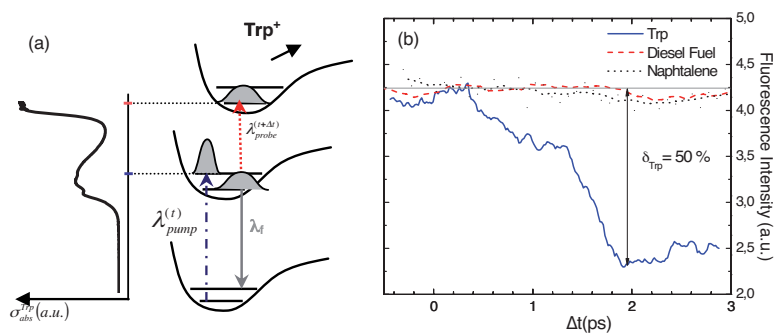 (a)
Trp+
λprobe(t+Δt)
λpump(t)
λf
σabsTrp(a.u.)
(b)
Trp
Diesel Fuel
Naphtalene
δTrp = 50 %
5,0
4,5
4,0
3,5
3,0
2,5
2,0
Fluorescence Intensity (a.u.)
0
1
2
3
Δt(ps)